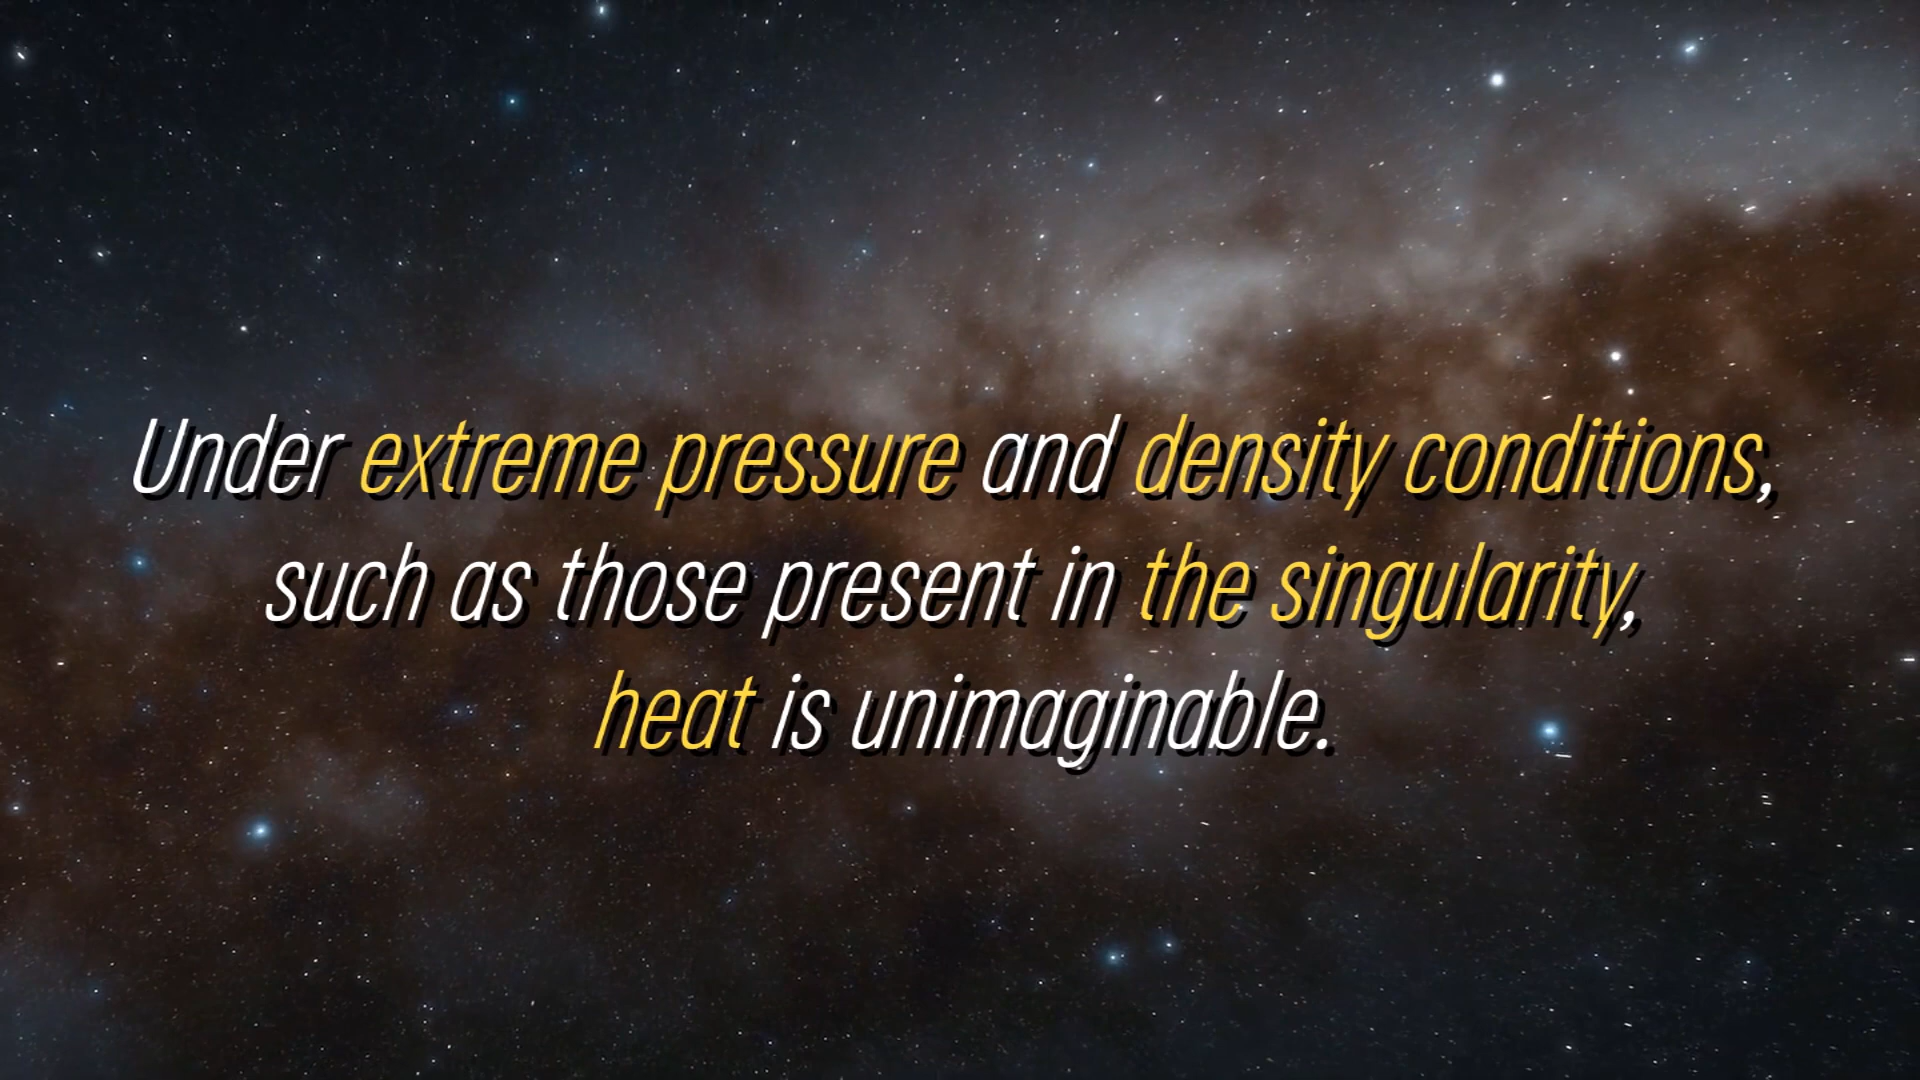 Under extreme pressure and density conditions,
such as those present in the singularity,
heat is unimaginable.